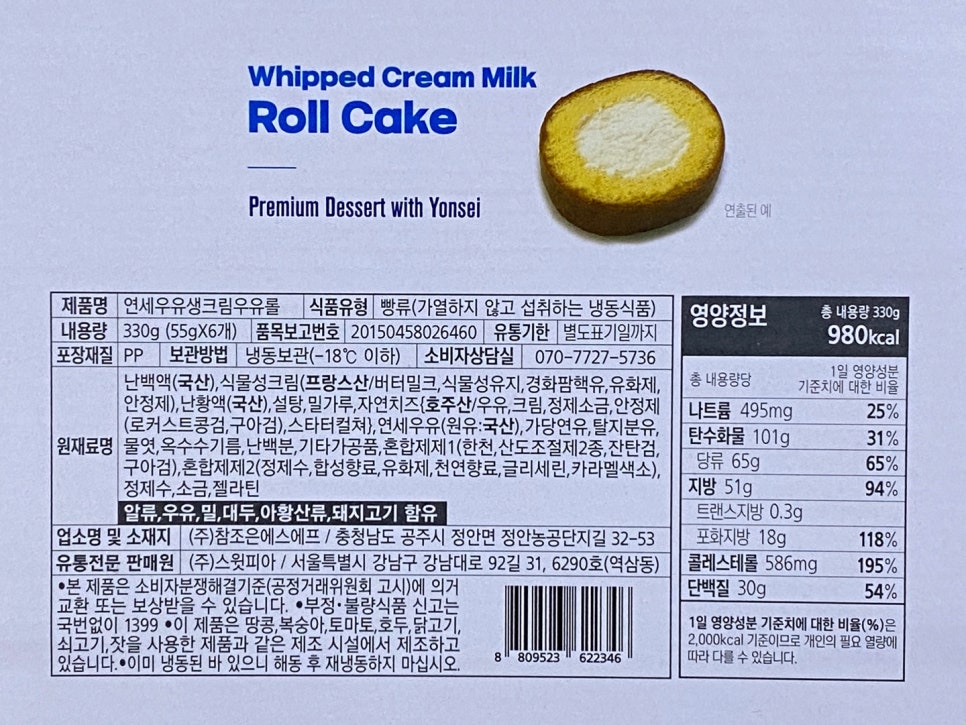 Whipped Cream Milk
Roll Cake
Premium Dessert with Yonsei
연출된 예
제품명 연세우유생크림우유롤 식품유형 빵류(가열하지 않고 섭취하는 냉동식품)
내용량 330g (55gX6개) 품목보고번호 20150458026460 유통기한 별도표기일까지
포장재질 PP 보관방법 냉동보관(-18℃ 이하) 소비자상담실 070-7727-5736
원재료명
난백액(국산),식물성크림(프랑스산/버터밀크,식물성유지,경화팜핵유,유화제,
안정제),난황액(국산),설탕,밀가루,자연치즈(호주산/우유,크림,정제소금,안정제
(로커스트콩검,구아검),스타터컬쳐),연세우유(원유:국산),가당연유,탈지분유,
물엿,옥수수기름,난백분,기타가공품,혼합제제1(한천,산도조절제2종,잔탄검,
구아검),혼합제제2(정제수,합성향료,유화제,천연향료,글리세린,카라멜색소),
정제수,소금,젤라틴
알류,우유,밀,대두,아황산류,돼지고기 함유
업소명 및 소재지 (주)참조은에스에프 / 충청남도 공주시 정안면 정안농공단지길 32-53
유통전문 판매원 (주)스윗피아 / 서울특별시 강남구 강남대로 92길 31, 6290호(역삼동)
•본 제품은 소비자분쟁해결기준(공정거래위원회 고시)에 의거
교환 또는 보상받을 수 있습니다. •부정·불량식품 신고는
국번없이 1399 •이 제품은 땅콩,복숭아,토마토,호두,닭고기,
쇠고기,잣을 사용한 제품과 같은 제조 시설에서 제조하고
있습니다.•이미 냉동된 바 있으니 해동 후 재냉동하지 마십시오.
8 809523 622346
영양정보
총 내용량 330g
980kcal
총 내용량당
1일 영양성분
기준치에 대한 비율
나트륨 495mg 25%
탄수화물 101g 31%
당류 65g 65%
지방 51g 94%
트랜스지방 0.3g
포화지방 18g 118%
콜레스테롤 586mg 195%
단백질 30g 54%
1일 영양성분 기준치에 대한 비율(%)은
2,000kcal 기준이므로 개인의 필요 열량에
따라 다를 수 있습니다.